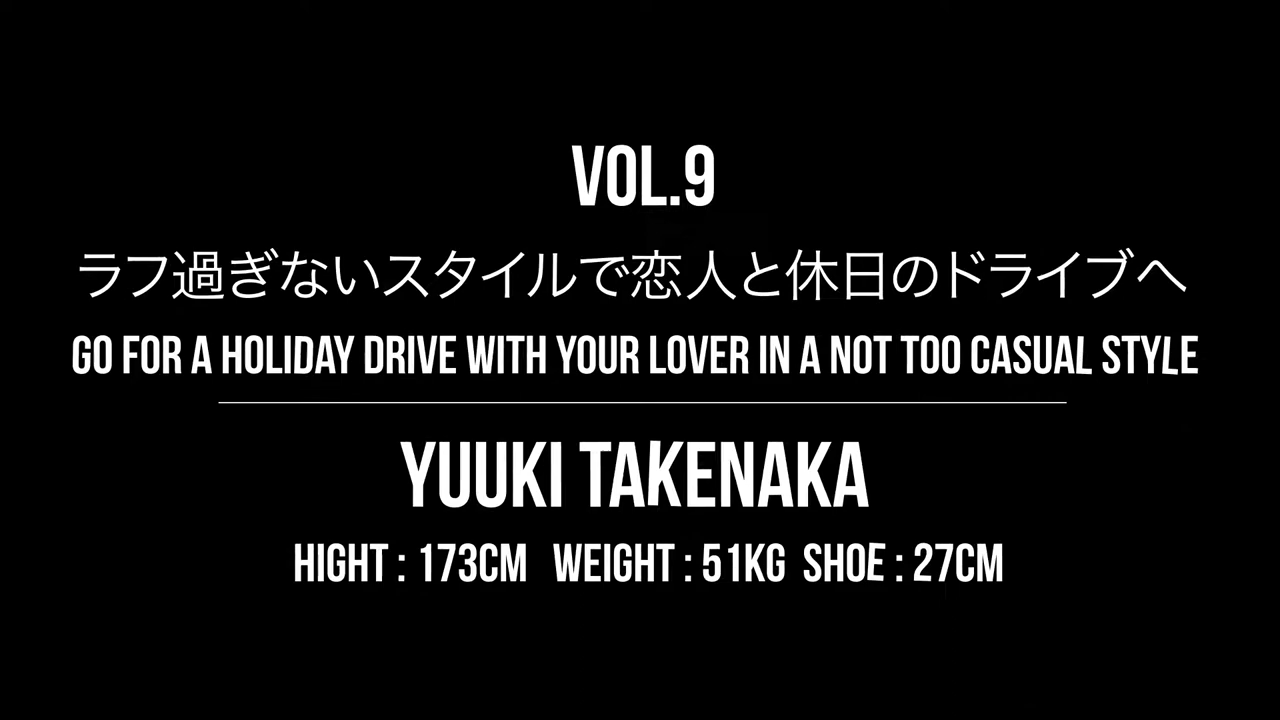 VOL.9
ラフ過ぎないスタイルで恋人と休日のドライブへ
GO FOR A HOLIDAY DRIVE WITH YOUR LOVER IN A NOT TOO CASUAL STYLE
YUUKI TAKENAKA
HIGHT : 173CM WEIGHT : 51KG SHOE : 27CM